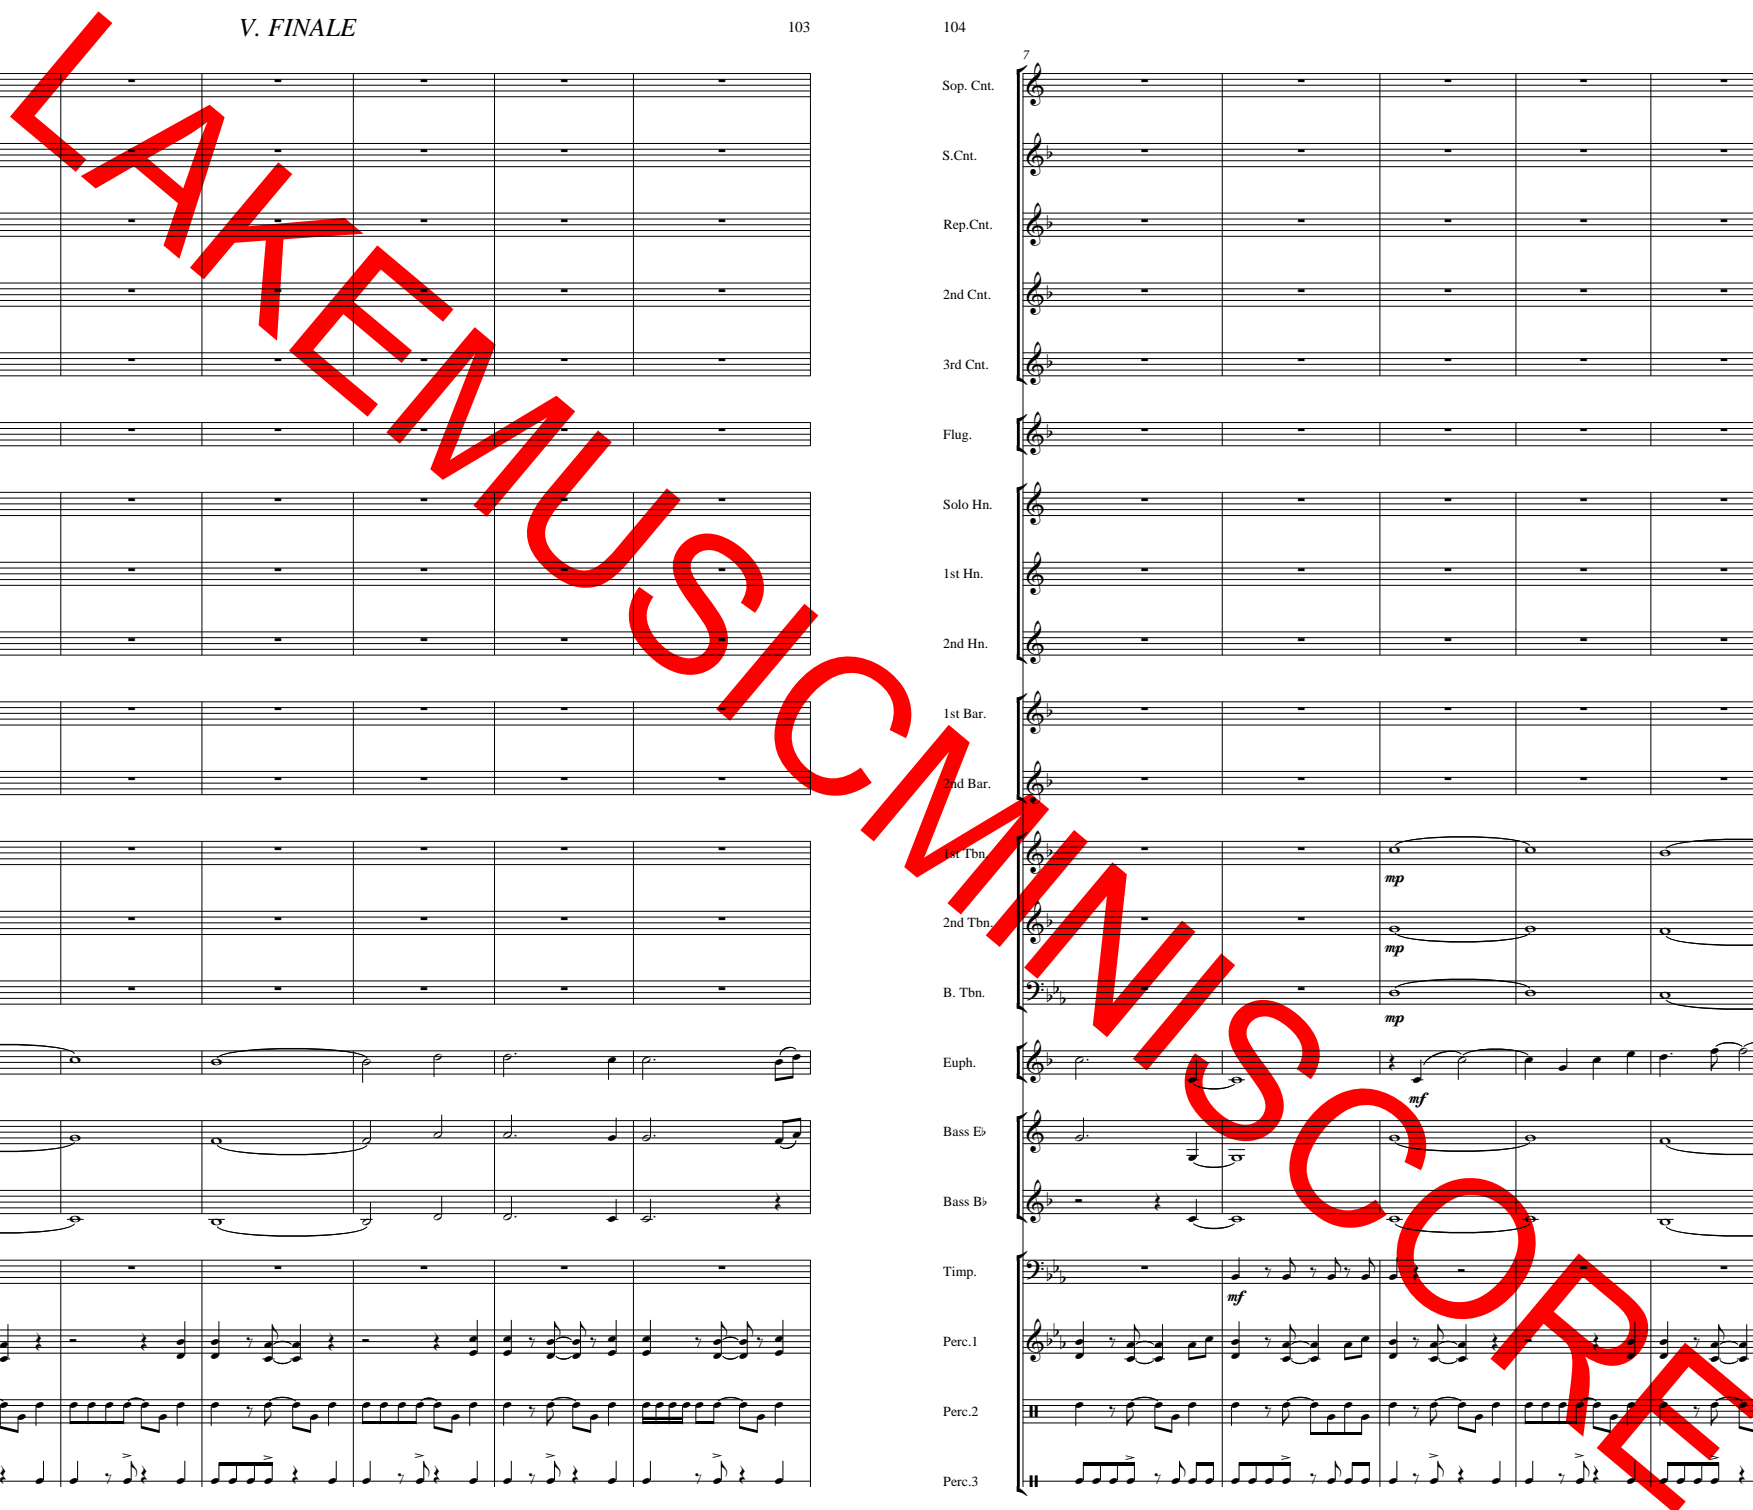 V. FINALE
103
104
7
Sop. Cnt.
S.Cnt.
Rep.Cnt.
2nd Cnt.
3rd Cnt.
Flug.
Solo Hn.
1st Hn.
2nd Hn.
1st Bar.
2nd Bar.
1st Tbn.
mp
2nd Tbn.
mp
B. Tbn.
mp
Euph.
mf
Bass E♭
Bass B♭
Timp.
mf
Perc.1
Perc.2
Perc.3
LAKEMUSICMINISCORE